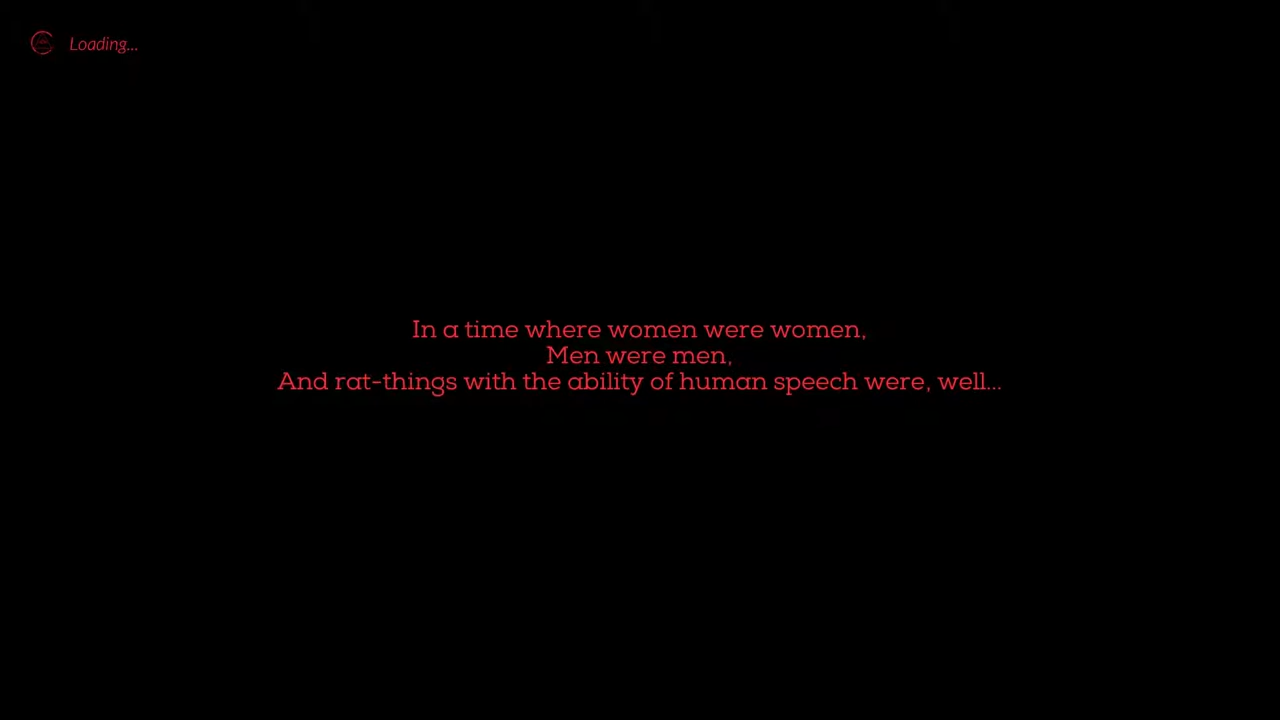 Loading...
In a time where women were women,
Men were men,
And rat-things with the ability of human speech were, well...